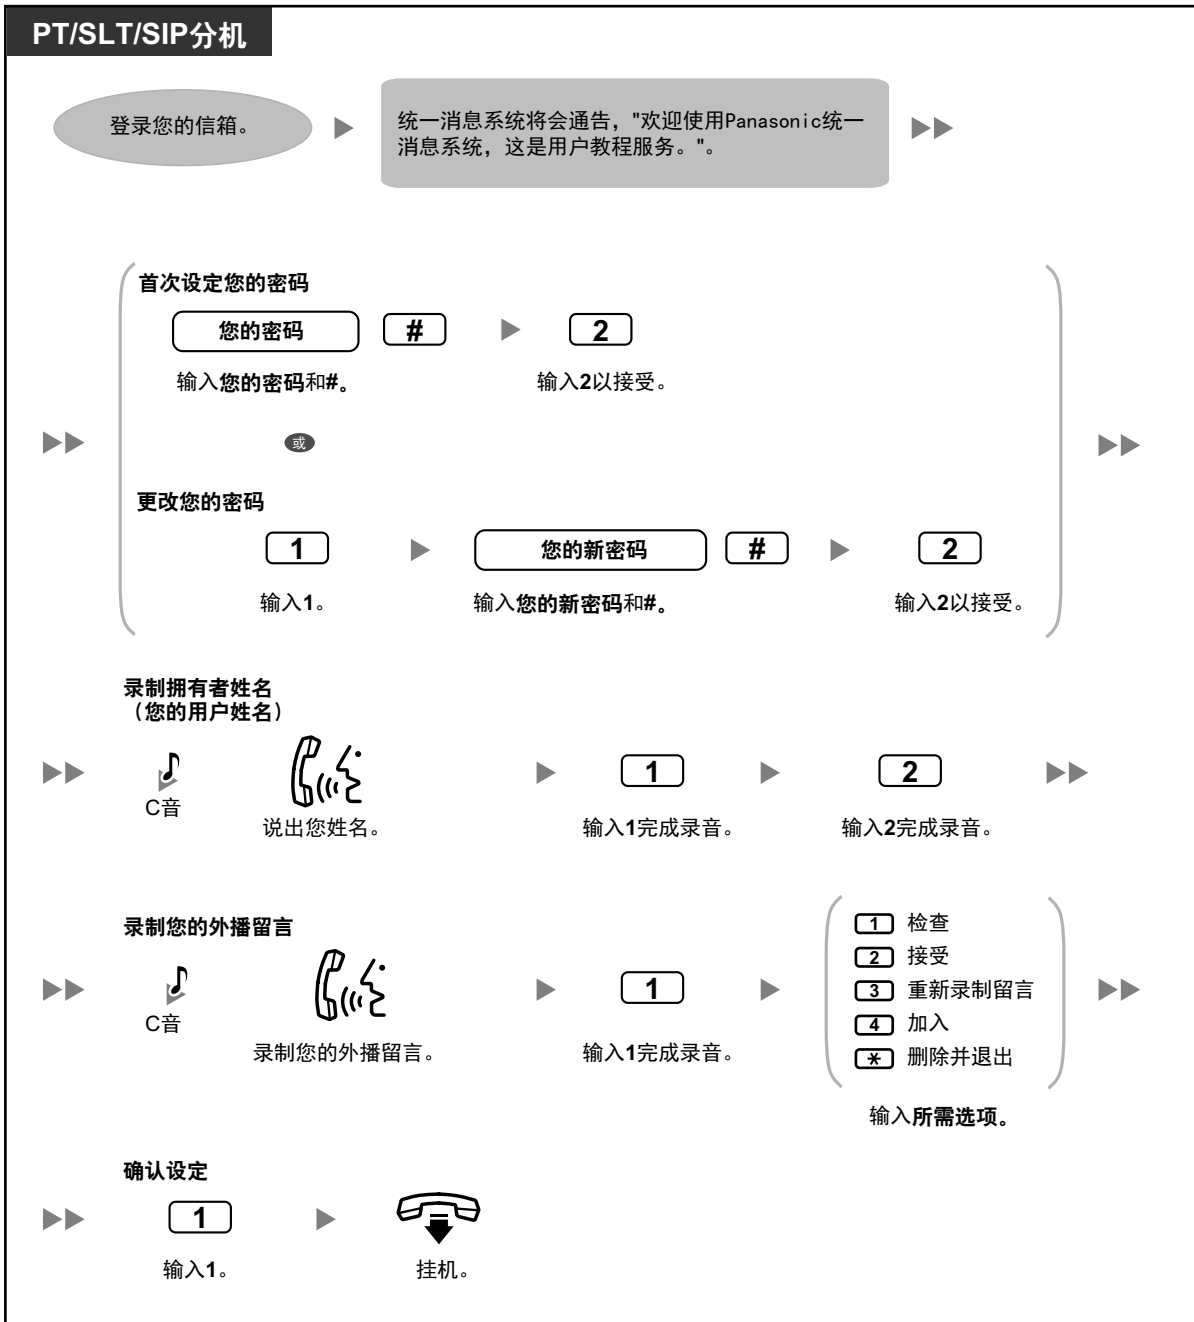 PT/SLT/SIP分机
登录您的信箱。
统一消息系统将会通告，"欢迎使用Panasonic统一
消息系统，这是用户教程服务。"。
首次设定您的密码
您的密码 # 2
输入您的密码和#。 输入2以接受。
或
更改您的密码
1 您的新密码 # 2
输入1。 输入您的新密码和#。 输入2以接受。
录制拥有者姓名
（您的用户姓名）
1 2
C音 说出您姓名。 输入1完成录音。 输入2完成录音。
录制您的外播留言
C音
录制您的外播留言。
1
输入1完成录音。
1 检查
2 接受
3 重新录制留言
4 加入
* 删除并退出
输入所需选项。
确认设定
1
输入1。 挂机。